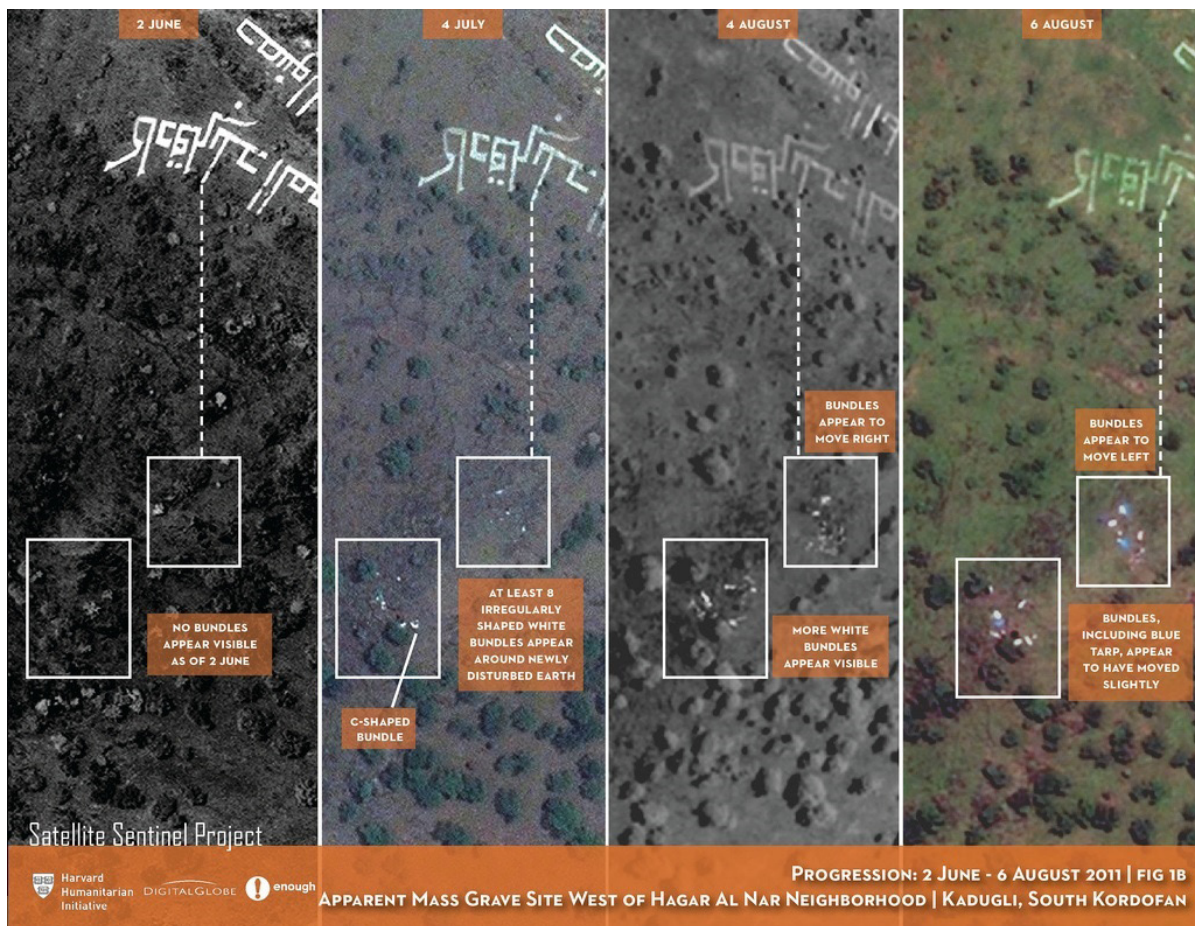 2 JUNE
4 JULY
4 AUGUST
6 AUGUST
BUNDLES
APPEAR TO
MOVE RIGHT
BUNDLES
APPEAR TO
MOVE LEFT
NO BUNDLES
APPEAR VISIBLE
AS OF 2 JUNE
AT LEAST 8
IRREGULARLY
SHAPED WHITE
BUNDLES APPEAR
AROUND NEWLY
DISTURBED EARTH
C-SHAPED
BUNDLE
MORE WHITE
BUNDLES
APPEAR VISIBLE
BUNDLES,
INCLUDING BLUE
TARP, APPEAR
TO HAVE MOVED
SLIGHTLY
Satellite Sentinel Project
Harvard
Humanitarian
Initiative
DIGITALGLOBE
enough
PROGRESSION: 2 JUNE - 6 AUGUST 2011 | FIG 1B
APPARENT MASS GRAVE SITE WEST OF HAGAR AL NAR NEIGHBORHOOD | KADUGLI, SOUTH KORDOFAN